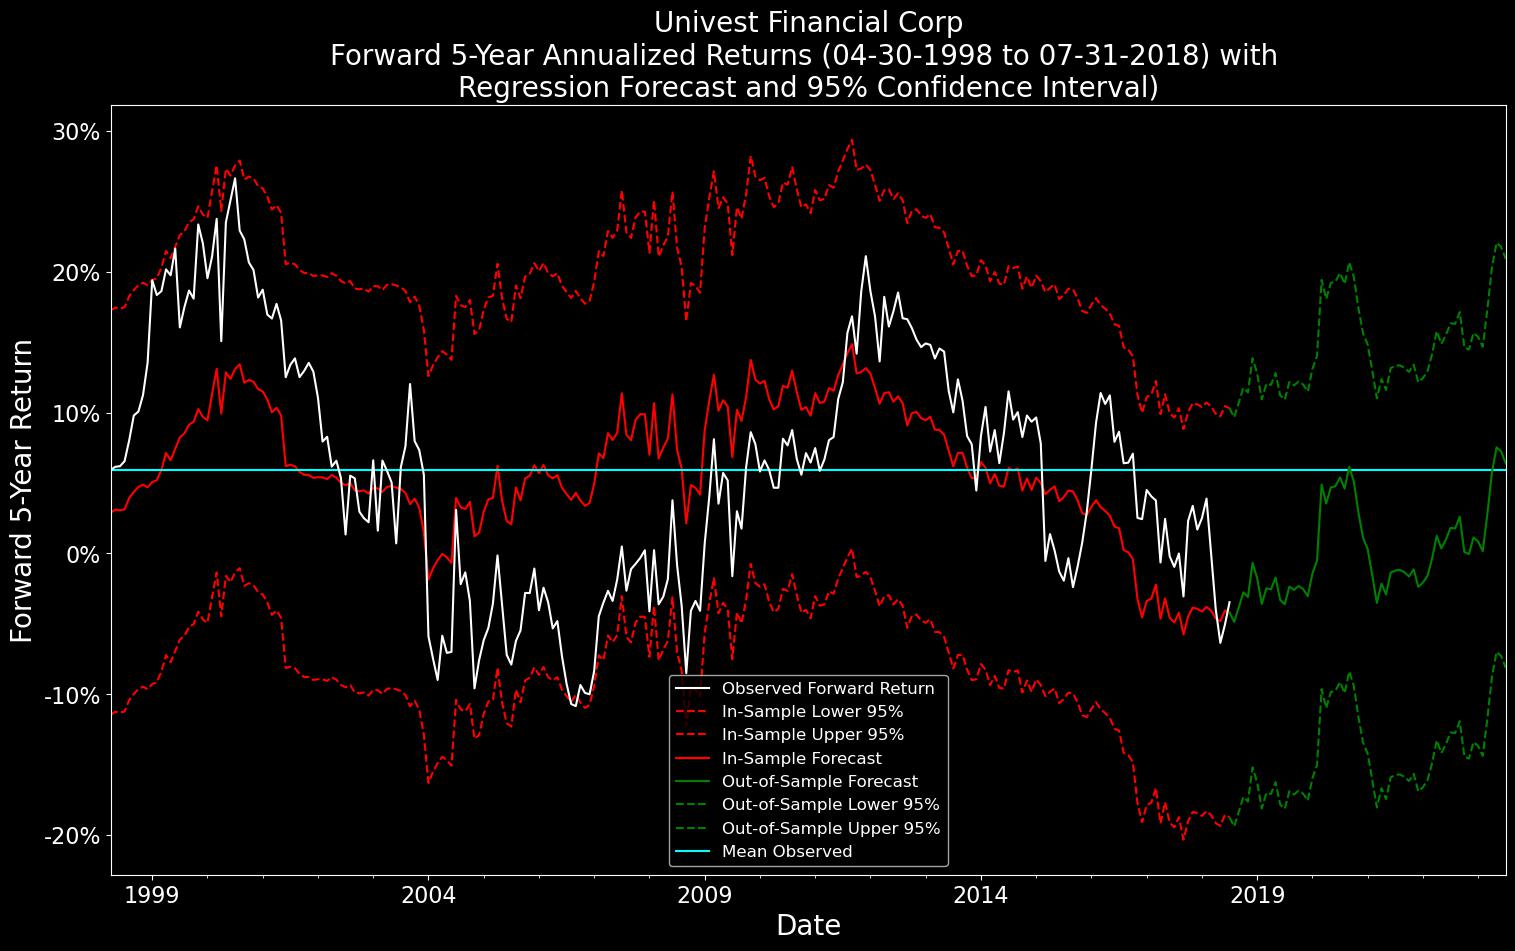 Univest Financial Corp
Forward 5-Year Annualized Returns (04-30-1998 to 07-31-2018) with
Regression Forecast and 95% Confidence Interval)
Forward 5-Year Return
30%
20%
10%
0%
-10%
-20%
Observed Forward Return
In-Sample Lower 95%
In-Sample Upper 95%
In-Sample Forecast
Out-of-Sample Forecast
Out-of-Sample Lower 95%
Out-of-Sample Upper 95%
Mean Observed
1999 2004 2009 2014 2019
Date